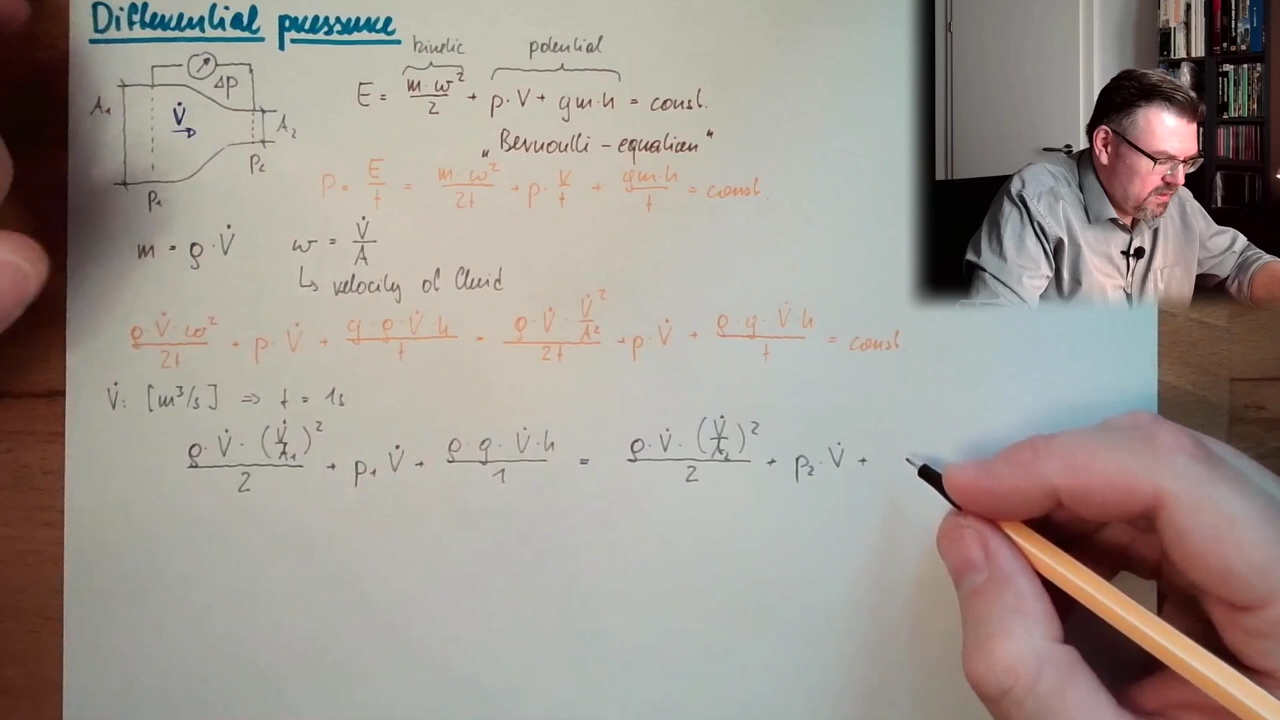 Differential pressure
kinetic potential
Δp
A₁ V̇ A₂
p₁ p₂
E = m·w²/2 + p·V + g·m·h = const.
„Bernoulli - equation"
P = E/t = m·w²/2t + p·V/t + g·m·h/t = const.
m = ρ·V̇ w = V̇/A
↳ velocity of fluid
ρ·V̇·w²/2t + p·V̇ + g·ρ·V̇·h/t = ρ·V̇·V̇²/A²/2t + p·V̇ + ρ·g·V̇·h/t = const.
V̇: [m³/s] ⇒ t = 1s
ρ·V̇·(V̇/A₁)²/2 + p₁·V̇ + ρ·g·V̇·h/1 = ρ·V̇·(V̇/A₂)²/2 + p₂·V̇ +